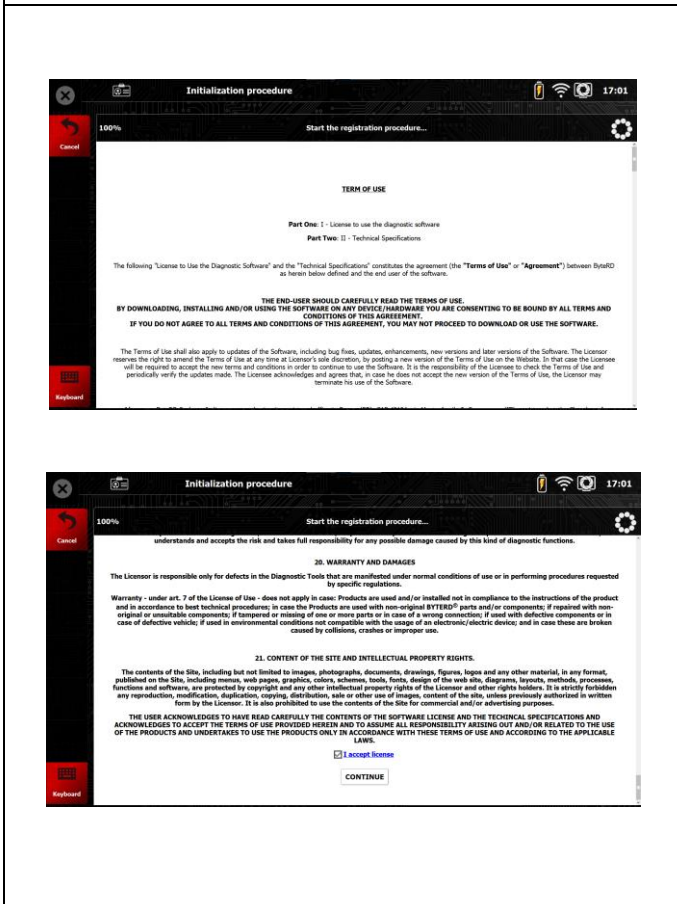 Initialization procedure
17:01
100%
Start the registration procedure...
Cancel
TERM OF USE
Part One: I - License to use the diagnostic software
Part Two: II - Technical Specifications
The following "License to Use the Diagnostic Software" and the "Technical Specifications" constitutes the agreement (the "Terms of Use" or "Agreement") between ByteRD
as herein below defined and the end user of the software.
THE END-USER SHOULD CAREFULLY READ THE TERMS OF USE.
BY DOWNLOADING, INSTALLING AND/OR USING THE SOFTWARE ON ANY DEVICE/HARDWARE YOU ARE CONSENTING TO BE BOUND BY ALL TERMS AND
CONDITIONS OF THIS AGREEEMENT.
IF YOU DO NOT AGREE TO ALL TERMS AND CONDITIONS OF THIS AGREEMENT, YOU MAY NOT PROCEED TO DOWNLOAD OR USE THE SOFTWARE.
The Terms of Use shall also apply to updates of the Software, including bug fixes, updates, enhancements, new versions and later versions of the Software. The Licensor
reserves the right to amend the Terms of Use at any time at Licensor's sole discretion, by posting a new version of the Terms of Use on the Website. In that case the Licensee
will be required to accept the new terms and conditions in order to continue to use the Software. It is the responsibility of the Licensee to check the Terms of Use and
periodically verify the updates made. The Licensee acknowledges and agrees that, in case he does not accept the new version of the Terms of Use, the Licensor may
terminate his use of the Software.
Keyboard
Initialization procedure
17:01
100%
Start the registration procedure...
Cancel
understands and accepts the risk and takes full responsibility for any possible damage caused by this kind of diagnostic functions.
20. WARRANTY AND DAMAGES
The Licensor is responsible only for defects in the Diagnostic Tools that are manifested under normal conditions of use or in performing procedures requested
by specific regulations.
Warranty - under art. 7 of the License of Use - does not apply in case: Products are used and/or installed not in compliance to the instructions of the product
and in accordance to best technical procedures; in case the Products are used with non-original BYTERD® parts and/or components; if repaired with non-
original or unsuitable components; if tampered or missing of one or more parts or in case of a wrong connection; if used with defective components or in
case of defective vehicle; if used in environmental conditions not compatible with the usage of an electronic/electric device; and in case these are broken
caused by collisions, crashes or improper use.
21. CONTENT OF THE SITE AND INTELLECTUAL PROPERTY RIGHTS.
The contents of the Site, including but not limited to images, photographs, documents, drawings, figures, logos and any other material, in any format,
published on the Site, including menus, web pages, graphics, colors, schemes, tools, fonts, design of the web site, diagrams, layouts, methods, processes,
functions and software, are protected by copyright and any other intellectual property rights of the Licensor and other rights holders. It is strictly forbidden
any reproduction, modification, duplication, copying, distribution, sale or other use of images, content of the site, unless previously authorized in written
form by the Licensor. It is also prohibited to use the contents of the Site for commercial and/or advertising purposes.
THE USER ACKNOWLEDGES TO HAVE READ CAREFULLY THE CONTENTS OF THE SOFTWARE LICENSE AND THE TECHINCAL SPECIFICATIONS AND
ACKNOWLEDGES TO ACCEPT THE TERMS OF USE PROVIDED HEREIN AND TO ASSUME ALL RESPONSIBILITY ARISING OUT AND/OR RELATED TO THE USE
OF THE PRODUCTS AND UNDERTAKES TO USE THE PRODUCTS ONLY IN ACCORDANCE WITH THESE TERMS OF USE AND ACCORDING TO THE APPLICABLE
LAWS.
I accept license
CONTINUE
Keyboard